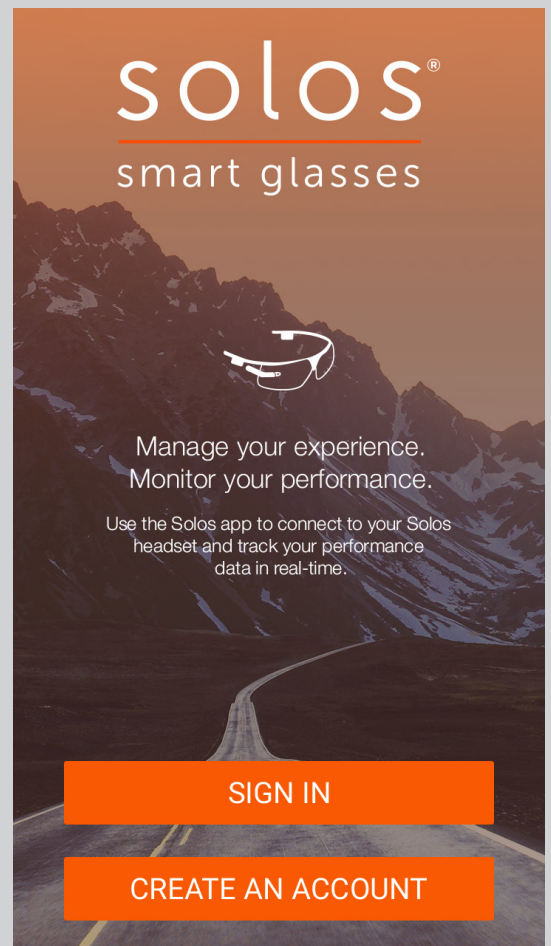 solos®
smart glasses
Manage your experience.
Monitor your performance.
Use the Solos app to connect to your Solos
headset and track your performance
data in real-time.
SIGN IN
CREATE AN ACCOUNT